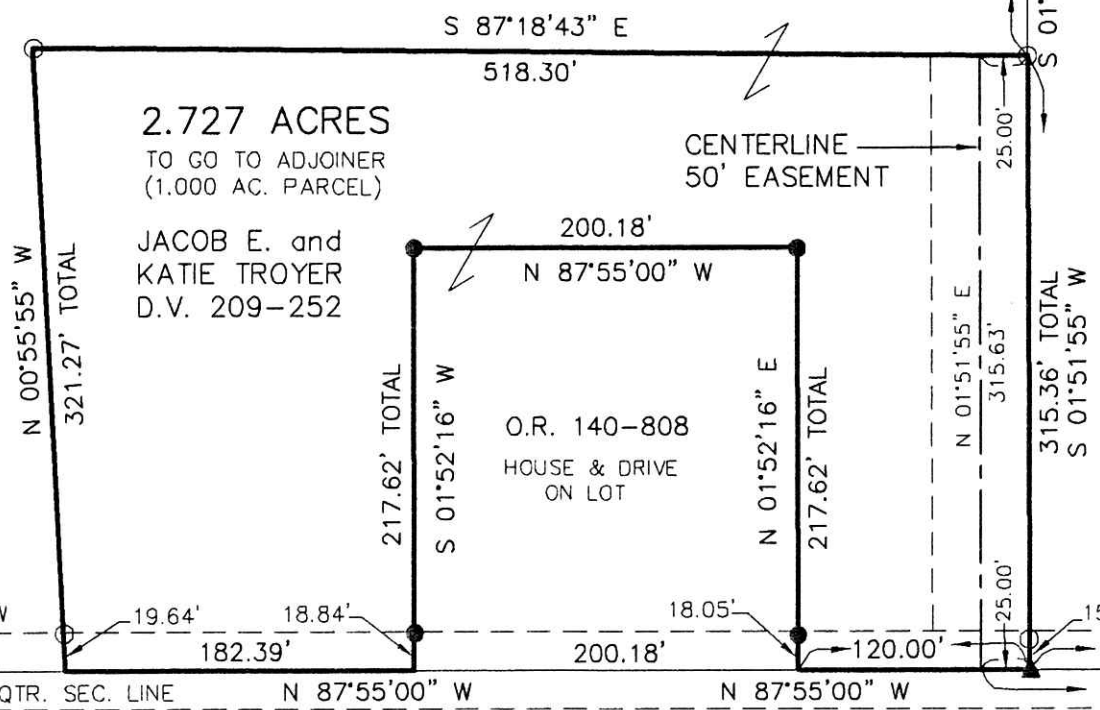 S 87°18'43" E
518.30'
S 01°
2.727 ACRES
TO GO TO ADJOINER
(1.000 AC. PARCEL)
JACOB E. and
KATIE TROYER
D.V. 209-252
CENTERLINE
50' EASEMENT
25.00'
200.18'
N 87°55'00" W
N 00°55'55" W
321.27' TOTAL
217.62' TOTAL
S 01°52'16" W
O.R. 140-808
HOUSE & DRIVE
ON LOT
N 01°52'16" E
217.62' TOTAL
N 01°51'55" E
315.63'
315.36' TOTAL
S 01°51'55" W
W
19.64'
18.84'
18.05'
25.00'
15
182.39'
200.18'
120.00'
QTR. SEC. LINE
N 87°55'00" W
N 87°55'00" W